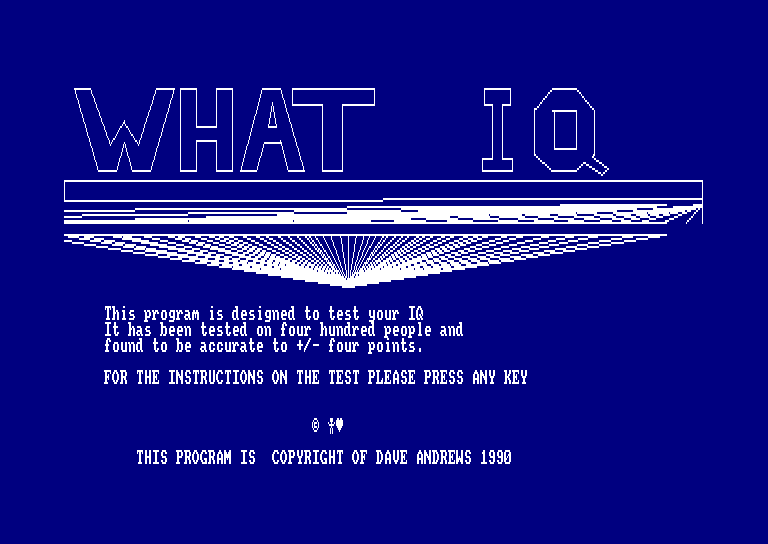 WHAT IQ
This program is designed to test your IQ
It has been tested on four hundred people and
found to be accurate to +/- four points.
FOR THE INSTRUCTIONS ON THE TEST PLEASE PRESS ANY KEY
©
THIS PROGRAM IS  COPYRIGHT OF DAVE ANDREWS 1990